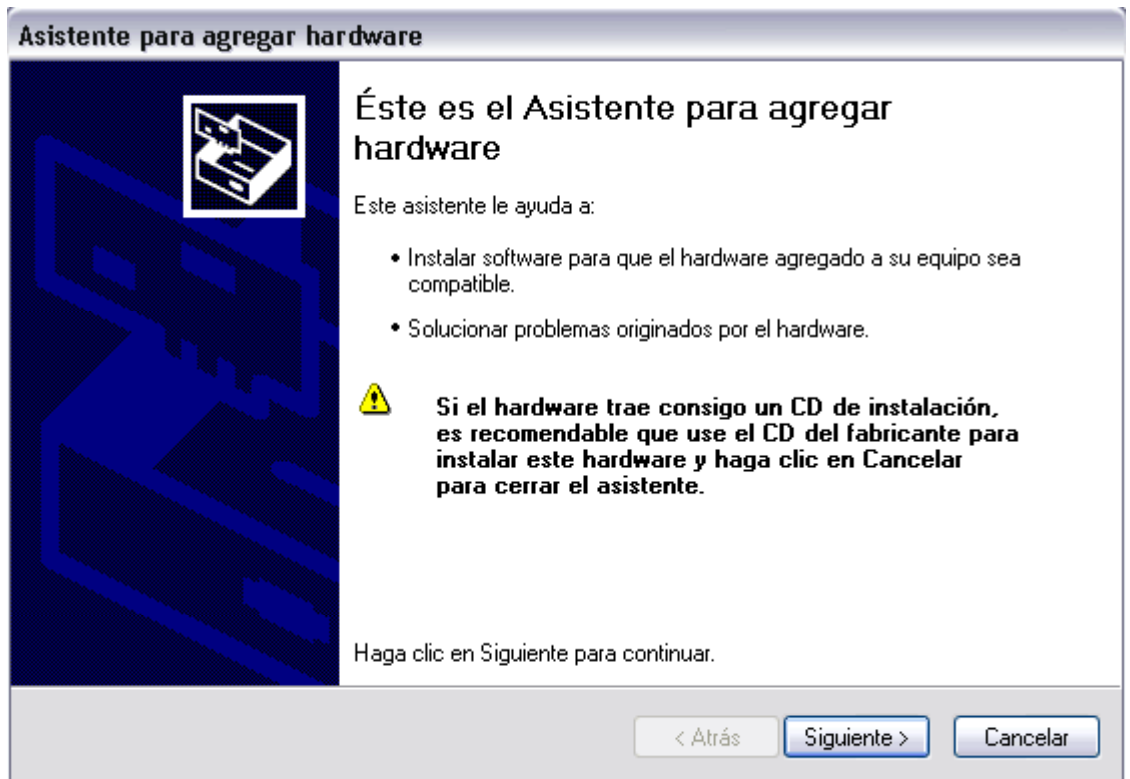 Asistente para agregar hardware
Éste es el Asistente para agregar
hardware
Este asistente le ayuda a:
• Instalar software para que el hardware agregado a su equipo sea
compatible.
• Solucionar problemas originados por el hardware.
Si el hardware trae consigo un CD de instalación,
es recomendable que use el CD del fabricante para
instalar este hardware y haga clic en Cancelar
para cerrar el asistente.
Haga clic en Siguiente para continuar.
< Atrás Siguiente > Cancelar